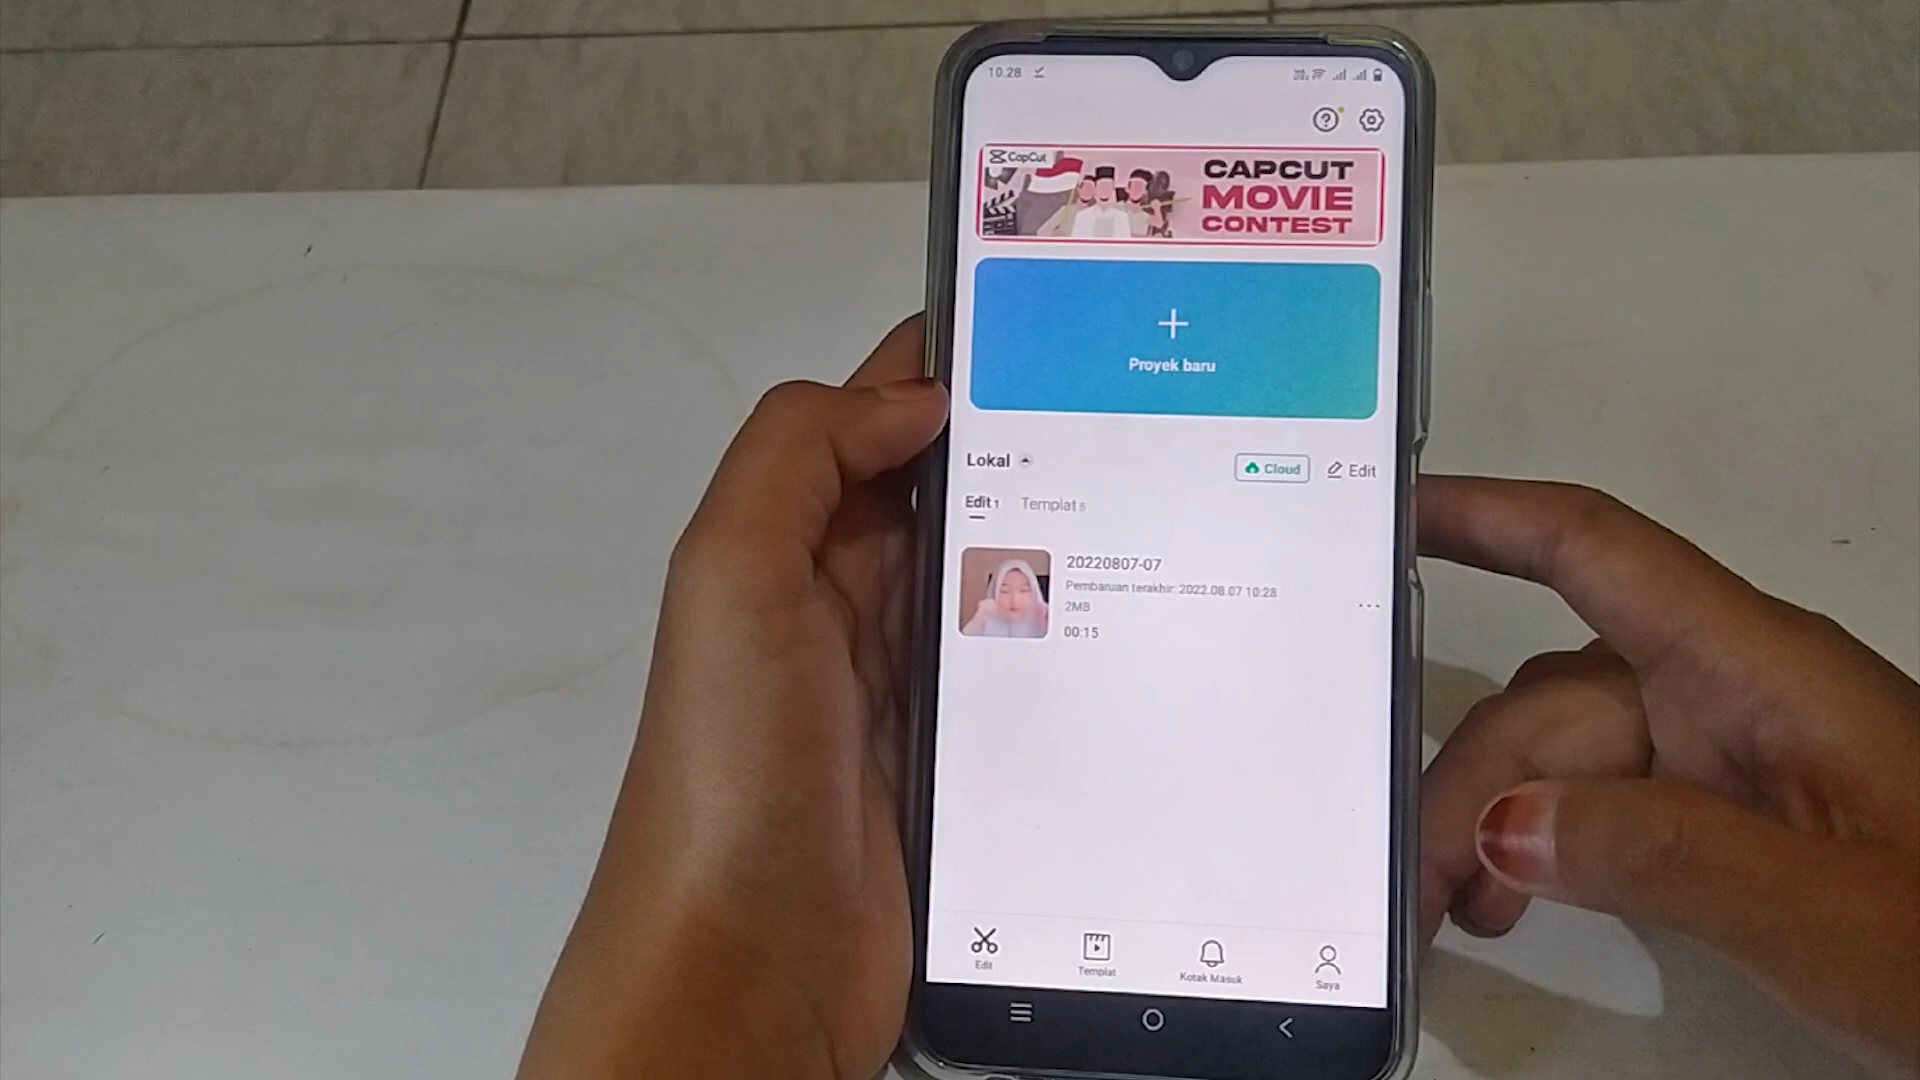 10.28
CapCut
CAPCUT
MOVIE
CONTEST
Proyek baru
Lokal
Cloud
Edit
Edit 1
Templat 5
20220807-07
Pembaruan terakhir: 2022.08.07 10:28
2MB
00:15
Edit
Templat
Kotak Masuk
Saya